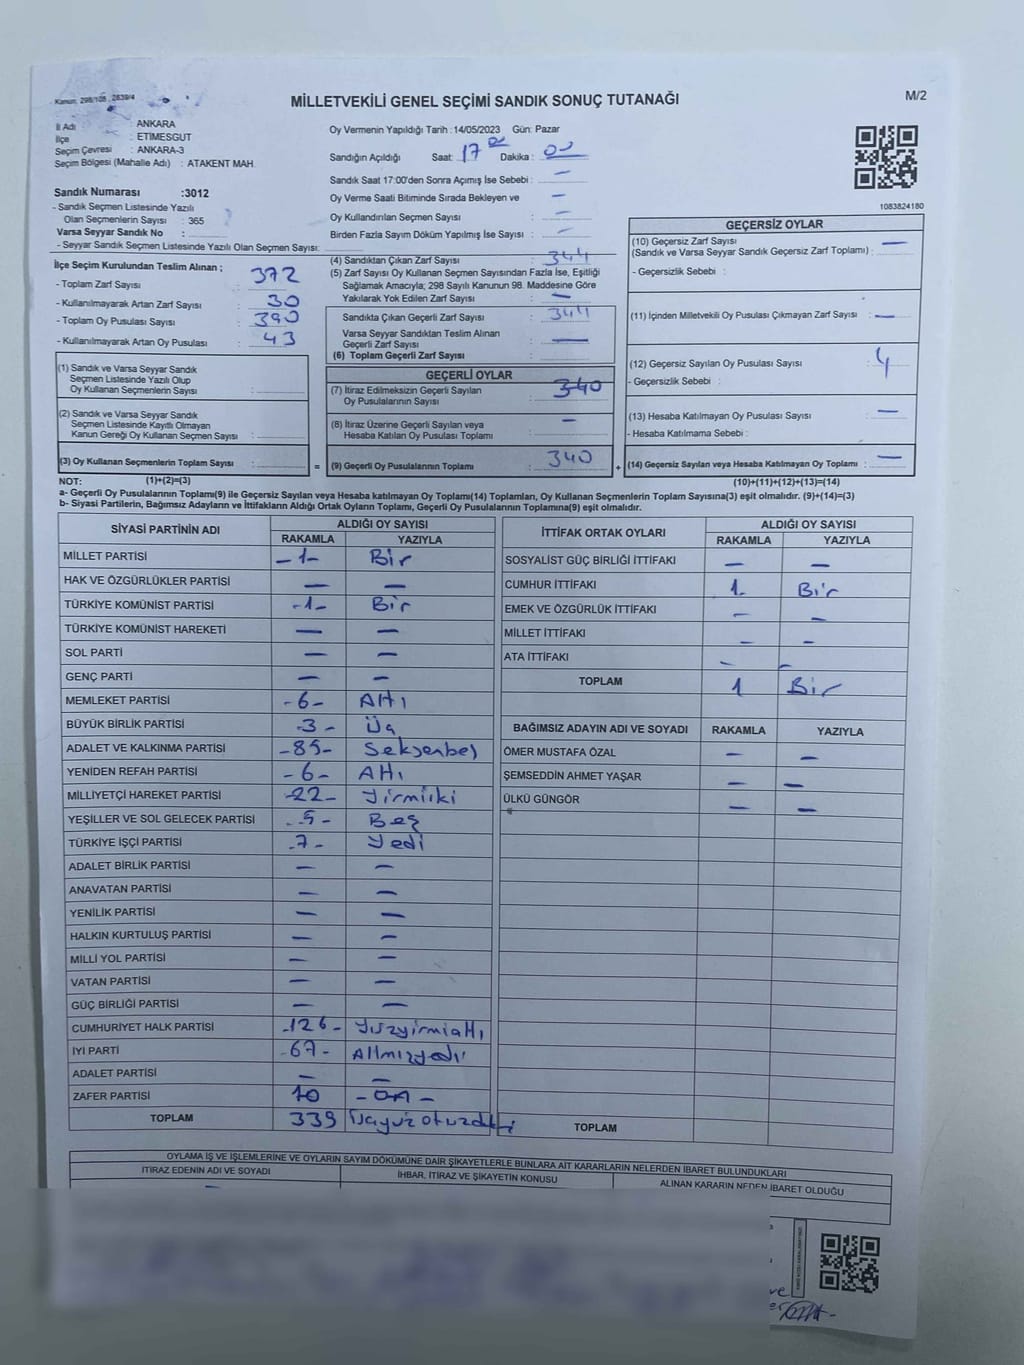 Kanun: 298/105 , 2839/4
MİLLETVEKİLİ GENEL SEÇİMİ SANDIK SONUÇ TUTANAĞI
M/2
İl Adı : ANKARA
İlçe : ETİMESGUT
Seçim Çevresi : ANKARA-3
Seçim Bölgesi (Mahalle Adı) : ATAKENT MAH.
Sandık Numarası :3012
- Sandık Seçmen Listesinde Yazılı
Olan Seçmenlerin Sayısı : 365
Varsa Seyyar Sandık No :
- Seyyar Sandık Seçmen Listesinde Yazılı Olan Seçmen Sayısı:
Oy Vermenin Yapıldığı Tarih : 14/05/2023 Gün: Pazar
Sandığın Açıldığı Saat: 17 00 Dakika : 00
Sandık Saat 17:00'den Sonra Açımış İse Sebebi : —
Oy Verme Saati Bitiminde Sırada Bekleyen ve —
Oy Kullandırılan Seçmen Sayısı : —
Birden Fazla Sayım Döküm Yapılmış İse Sayısı : —
1083824180
İlçe Seçim Kurulundan Teslim Alınan ;
- Toplam Zarf Sayısı : 372
- Kullanılmayarak Artan Zarf Sayısı : 30
- Toplam Oy Pusulası Sayısı : 390
- Kullanılmayarak Artan Oy Pusulası : 43
(4) Sandıktan Çıkan Zarf Sayısı : 344
(5) Zarf Sayısı Oy Kullanan Seçmen Sayısından Fazla İse, Eşitliği
Sağlamak Amacıyla; 298 Sayılı Kanunun 98. Maddesine Göre
Yakılarak Yok Edilen Zarf Sayısı : —
Sandıkta Çıkan Geçerli Zarf Sayısı : 344
Varsa Seyyar Sandıktan Teslim Alınan
Geçerli Zarf Sayısı : —
(6) Toplam Geçerli Zarf Sayısı :
GEÇERSİZ OYLAR
(10) Geçersiz Zarf Sayısı
(Sandık ve Varsa Seyyar Sandık Geçersiz Zarf Toplamı) : —
- Geçersizlik Sebebi :
(11) İçinden Milletvekili Oy Pusulası Çıkmayan Zarf Sayısı : —
(12) Geçersiz Sayılan Oy Pusulası Sayısı : 4
- Geçersizlik Sebebi :
(13) Hesaba Katılmayan Oy Pusulası Sayısı : —
- Hesaba Katılmama Sebebi :
(1) Sandık ve Varsa Seyyar Sandık
Seçmen Listesinde Yazılı Olup
Oy Kullanan Seçmenlerin Sayısı :
(2) Sandık ve Varsa Seyyar Sandık
Seçmen Listesinde Kayıtlı Olmayan
Kanun Gereği Oy Kullanan Seçmen Sayısı :
GEÇERLİ OYLAR
(7) İtiraz Edilmeksizin Geçerli Sayılan
Oy Pusulalarının Sayısı : 340
(8) İtiraz Üzerine Geçerli Sayılan veya
Hesaba Katılan Oy Pusulası Toplamı : —
(3) Oy Kullanan Seçmenlerin Toplam Sayısı : = (9) Geçerli Oy Pusulalarının Toplamı : 340 + (14) Geçersiz Sayılan veya Hesaba Katılmayan Oy Toplamı : —
NOT: (1)+(2)=(3) (10)+(11)+(12)+(13)=(14)
a- Geçerli Oy Pusulalarının Toplamı(9) ile Geçersiz Sayılan veya Hesaba katılmayan Oy Toplamı(14) Toplamları, Oy Kullanan Seçmenlerin Toplam Sayısına(3) eşit olmalıdır. (9)+(14)=(3)
b- Siyasi Partilerin, Bağımsız Adayların ve İttifakların Aldığı Ortak Oyların Toplamı, Geçerli Oy Pusulalarının Toplamına(9) eşit olmalıdır.
SİYASİ PARTİNİN ADI ALDIĞI OY SAYISI
RAKAMLA YAZIYLA
MİLLET PARTİSİ -1- Bir
HAK VE ÖZGÜRLÜKLER PARTİSİ — —
TÜRKİYE KOMÜNİST PARTİSİ -1- Bir
TÜRKİYE KOMÜNİST HAREKETİ — —
SOL PARTİ — —
GENÇ PARTİ — —
MEMLEKET PARTİSİ -6- Altı
BÜYÜK BİRLİK PARTİSİ -3- Üç
ADALET VE KALKINMA PARTİSİ -85- Seksenbeş
YENİDEN REFAH PARTİSİ -6- Altı
MİLLİYETÇİ HAREKET PARTİSİ -22- Yirmiiki
YEŞİLLER VE SOL GELECEK PARTİSİ -5- Beş
TÜRKİYE İŞÇİ PARTİSİ -7- Yedi
ADALET BİRLİK PARTİSİ — —
ANAVATAN PARTİSİ — —
YENİLİK PARTİSİ — —
HALKIN KURTULUŞ PARTİSİ — —
MİLLİ YOL PARTİSİ — —
VATAN PARTİSİ — —
GÜÇ BİRLİĞİ PARTİSİ — —
CUMHURİYET HALK PARTİSİ -126- Yüzyirmialtı
İYİ PARTİ -67- Altmışyedi
ADALET PARTİSİ — —
ZAFER PARTİSİ 10 -On-
TOPLAM 339
İTTİFAK ORTAK OYLARI ALDIĞI OY SAYISI
RAKAMLA YAZIYLA
SOSYALİST GÜÇ BİRLİĞİ İTTİFAKI — —
CUMHUR İTTİFAKI 1- Bir
EMEK VE ÖZGÜRLÜK İTTİFAKI — —
MİLLET İTTİFAKI — —
ATA İTTİFAKI — —
TOPLAM 1 Bir
BAĞIMSIZ ADAYIN ADI VE SOYADI RAKAMLA YAZIYLA
ÖMER MUSTAFA ÖZAL — —
ŞEMSEDDİN AHMET YAŞAR — —
ÜLKÜ GÜNGÖR — —
TOPLAM
OYLAMA İŞ VE İŞLEMLERİNE VE OYLARIN SAYIM DÖKÜMÜNE DAİR ŞİKAYETLERLE BUNLARA AİT KARARLARIN NELERDEN İBARET BULUNDUKLARI
İTİRAZ EDENİN ADI VE SOYADI İHBAR, İTİRAZ VE ŞİKAYETİN KONUSU ALINAN KARARIN NEDEN İBARET OLDUĞU